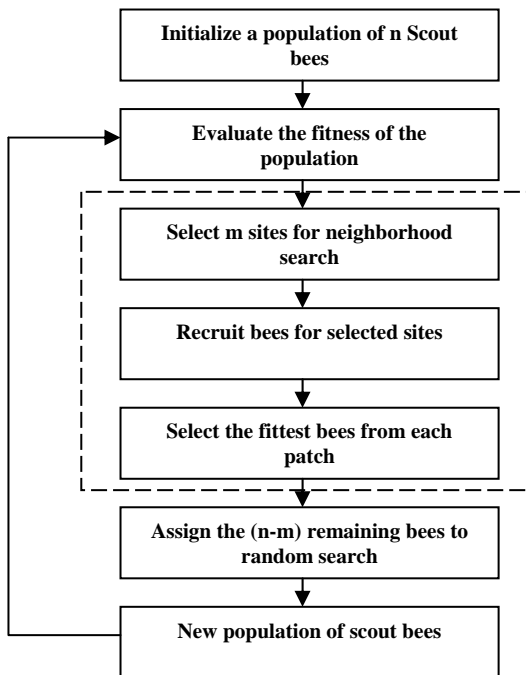 Initialize a population of n Scout
bees
Evaluate the fitness of the
population
Select m sites for neighborhood
search
Recruit bees for selected sites
Select the fittest bees from each
patch
Assign the (n-m) remaining bees to
random search
New population of scout bees